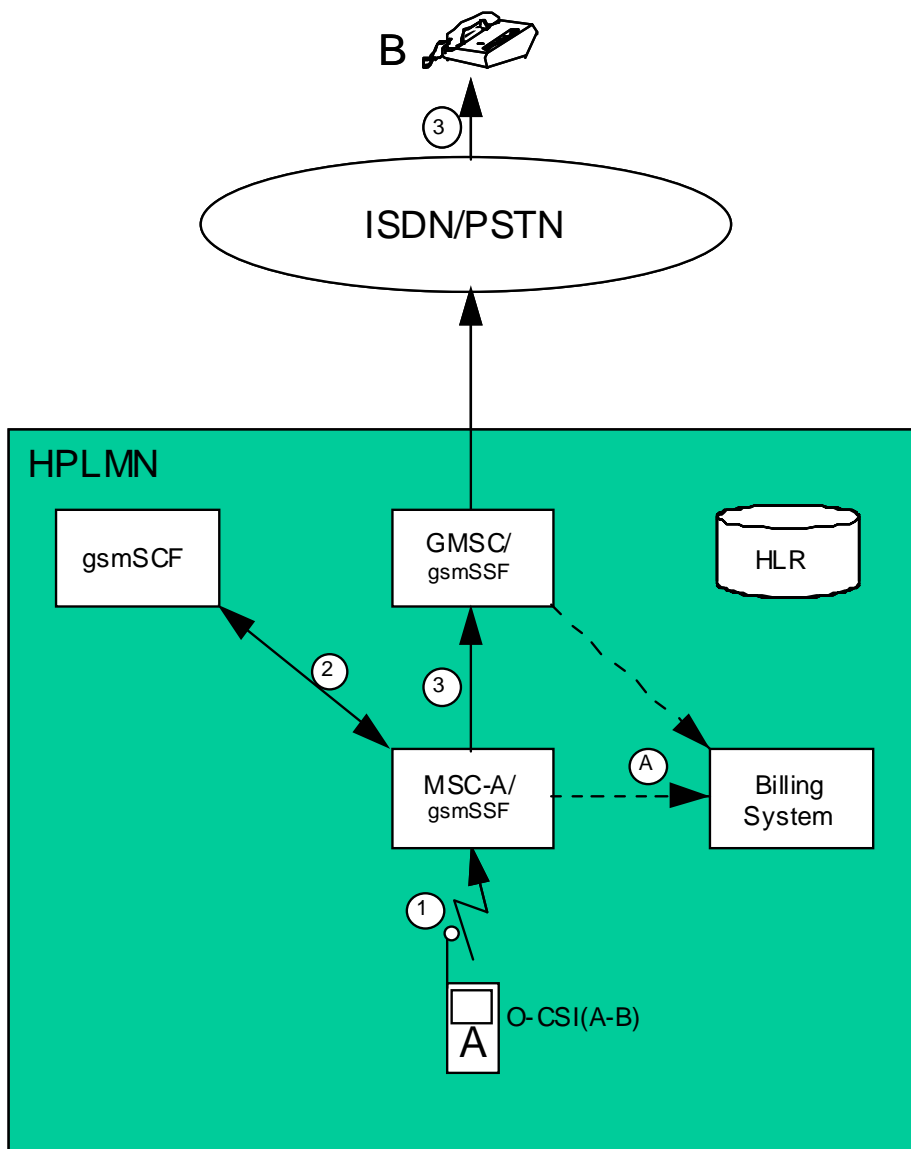 B
3
ISDN/PSTN
HPLMN
gsmSCF
GMSC/
gsmSSF
HLR
2
3
MSC-A/
gsmSSF
A
Billing
System
1
O-CSI(A-B)
A